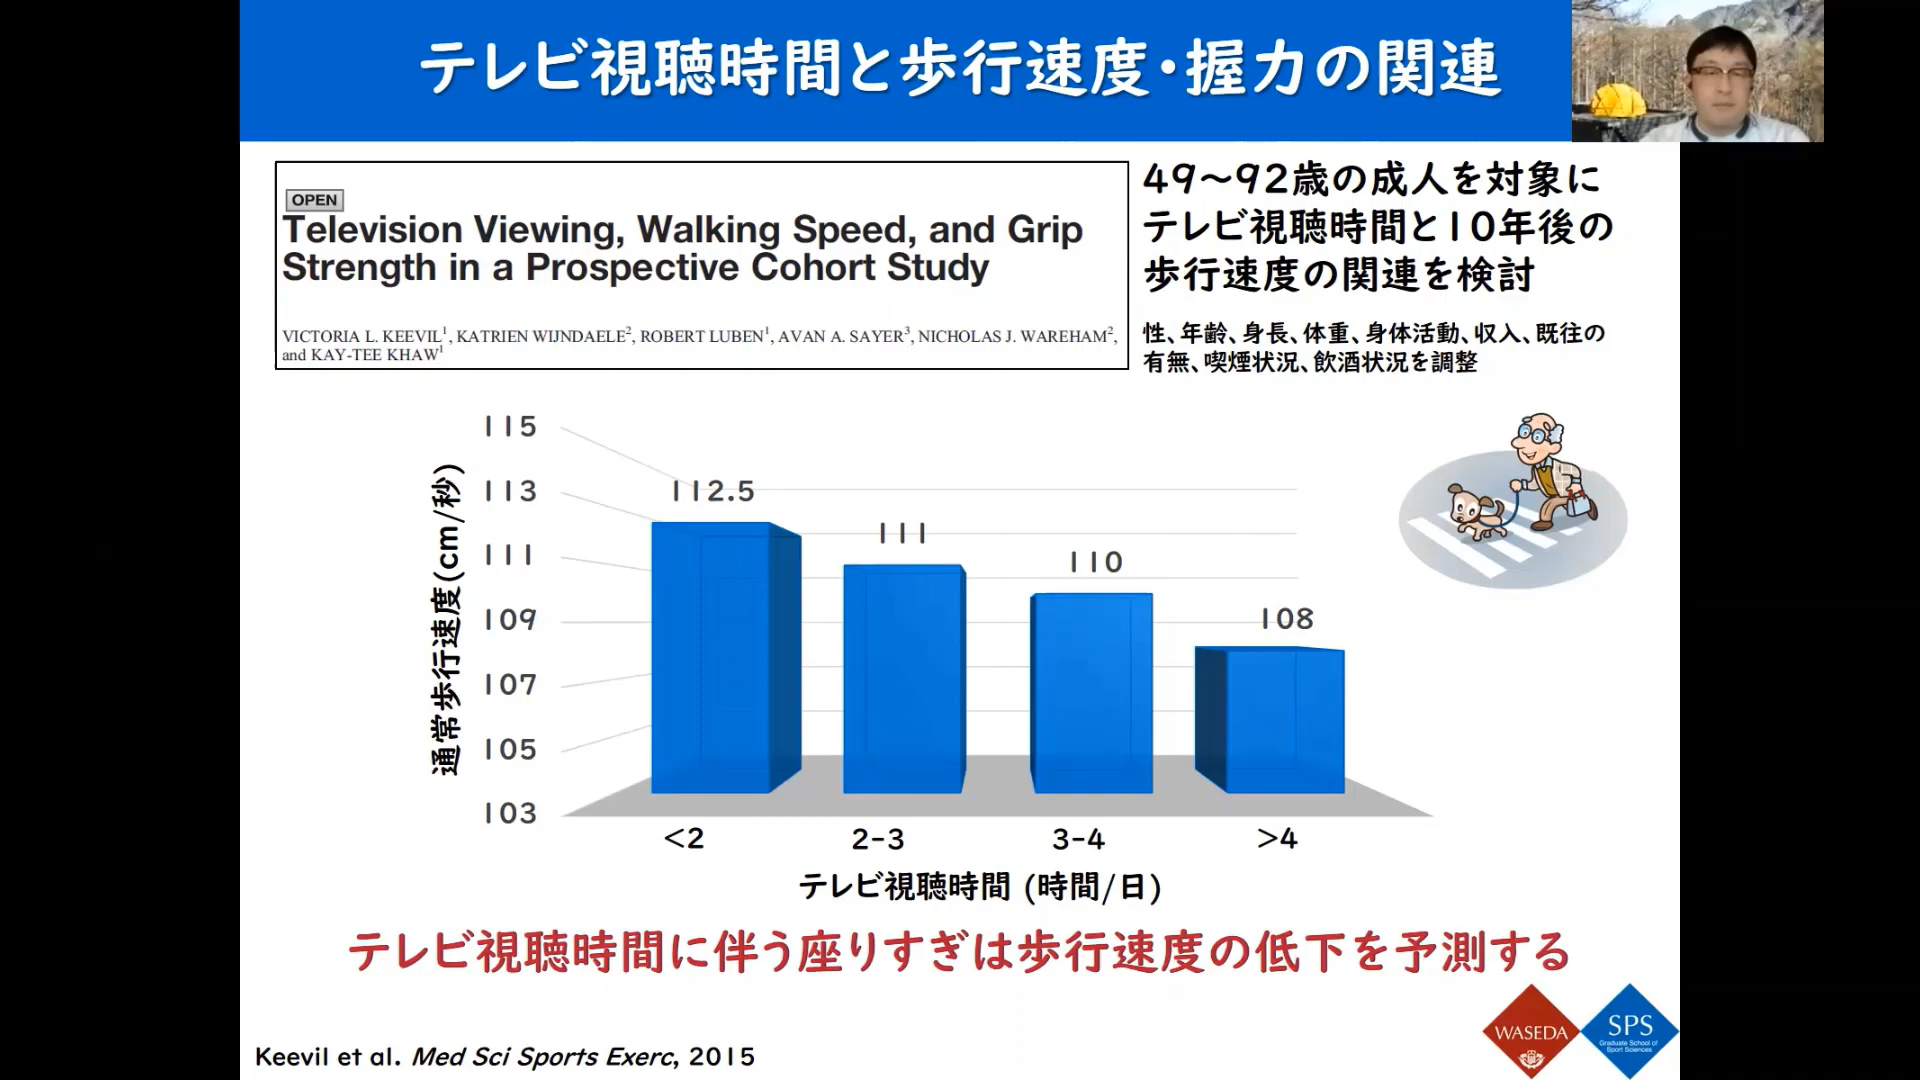 テレビ視聴時間と歩行速度・握力の関連
OPEN
Television Viewing, Walking Speed, and Grip
Strength in a Prospective Cohort Study
VICTORIA L. KEEVIL1, KATRIEN WIJNDAELE2, ROBERT LUBEN1, AVAN A. SAYER3, NICHOLAS J. WAREHAM2,
and KAY-TEE KHAW1
49〜92歳の成人を対象に
テレビ視聴時間と10年後の
歩行速度の関連を検討
性、年齢、身長、体重、身体活動、収入、既往の
有無、喫煙状況、飲酒状況を調整
通常歩行速度(cm/秒)
115
113
111
109
107
105
103
112.5
111
110
108
<2
2-3
3-4
>4
テレビ視聴時間 (時間/日)
テレビ視聴時間に伴う座りすぎは歩行速度の低下を予測する
Keevil et al. Med Sci Sports Exerc, 2015
WASEDA
SPS
Graduate School of
Sport Sciences